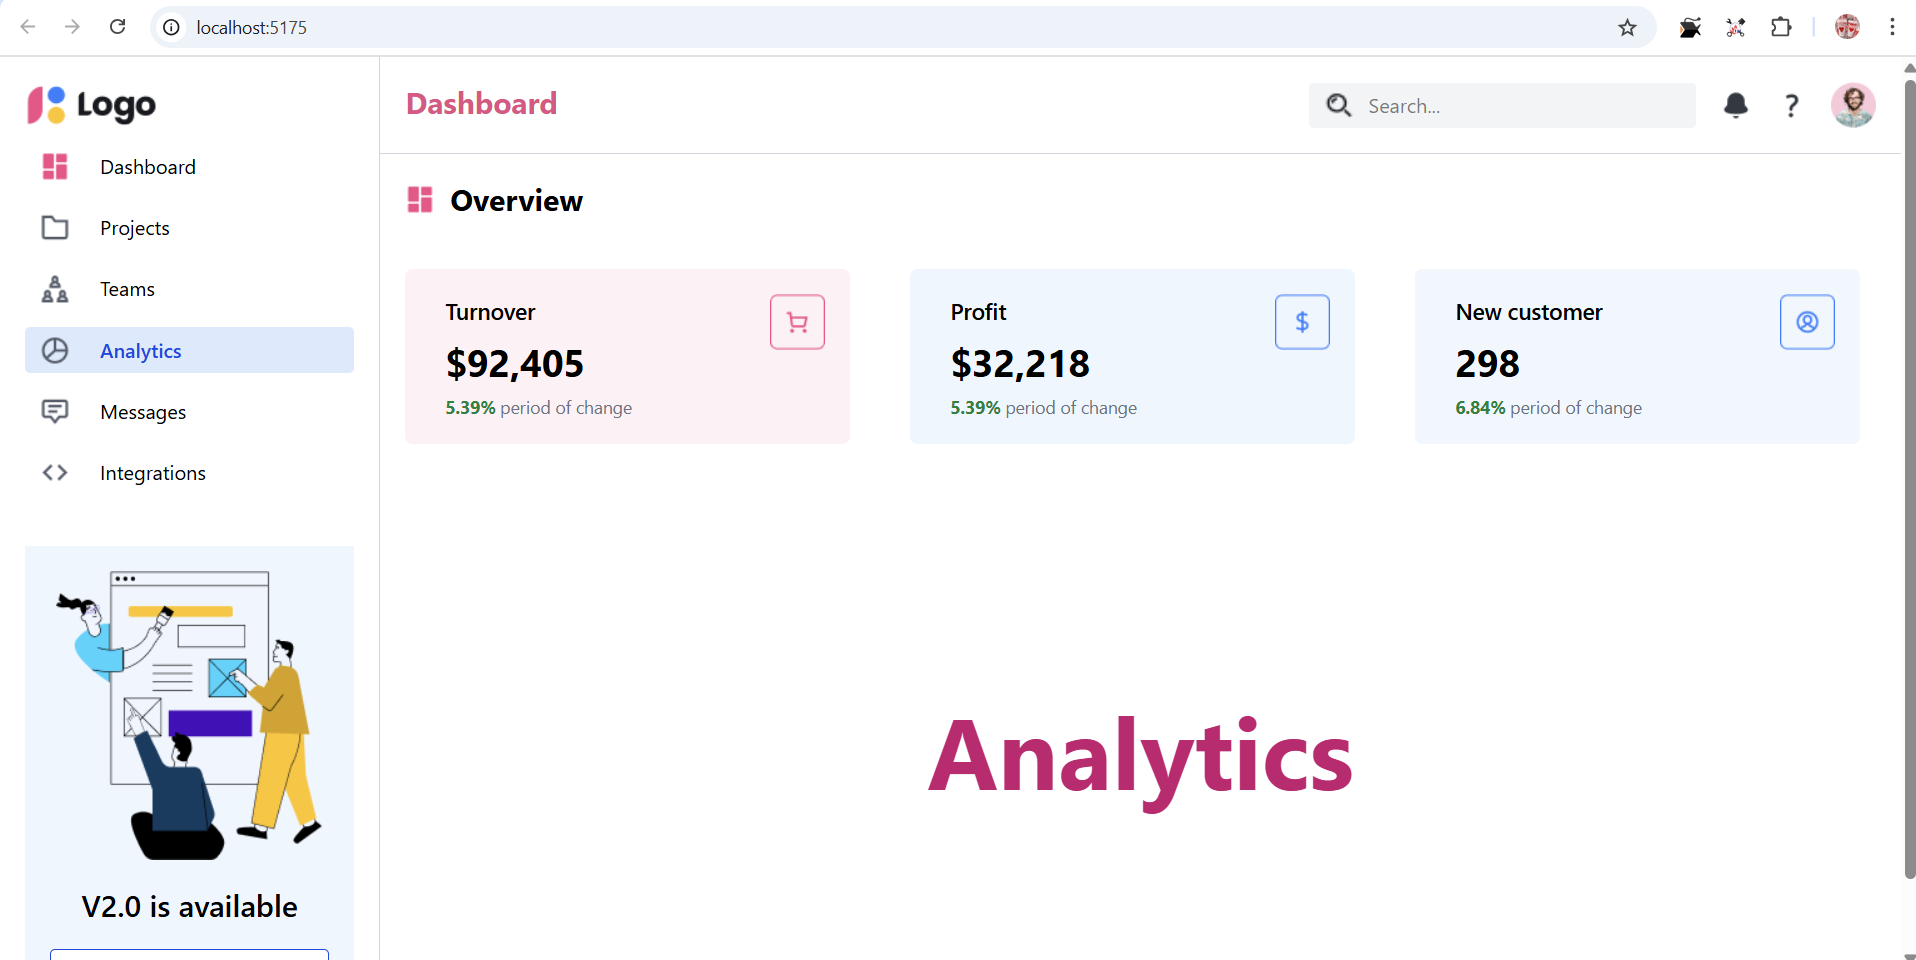 localhost:5175
Logo
Dashboard
Projects
Teams
Analytics
Messages
Integrations
V2.0 is available
Dashboard
Search...
?
Overview
Turnover
$92,405
5.39% period of change
$
Profit
$32,218
5.39% period of change
New customer
298
6.84% period of change
Analytics